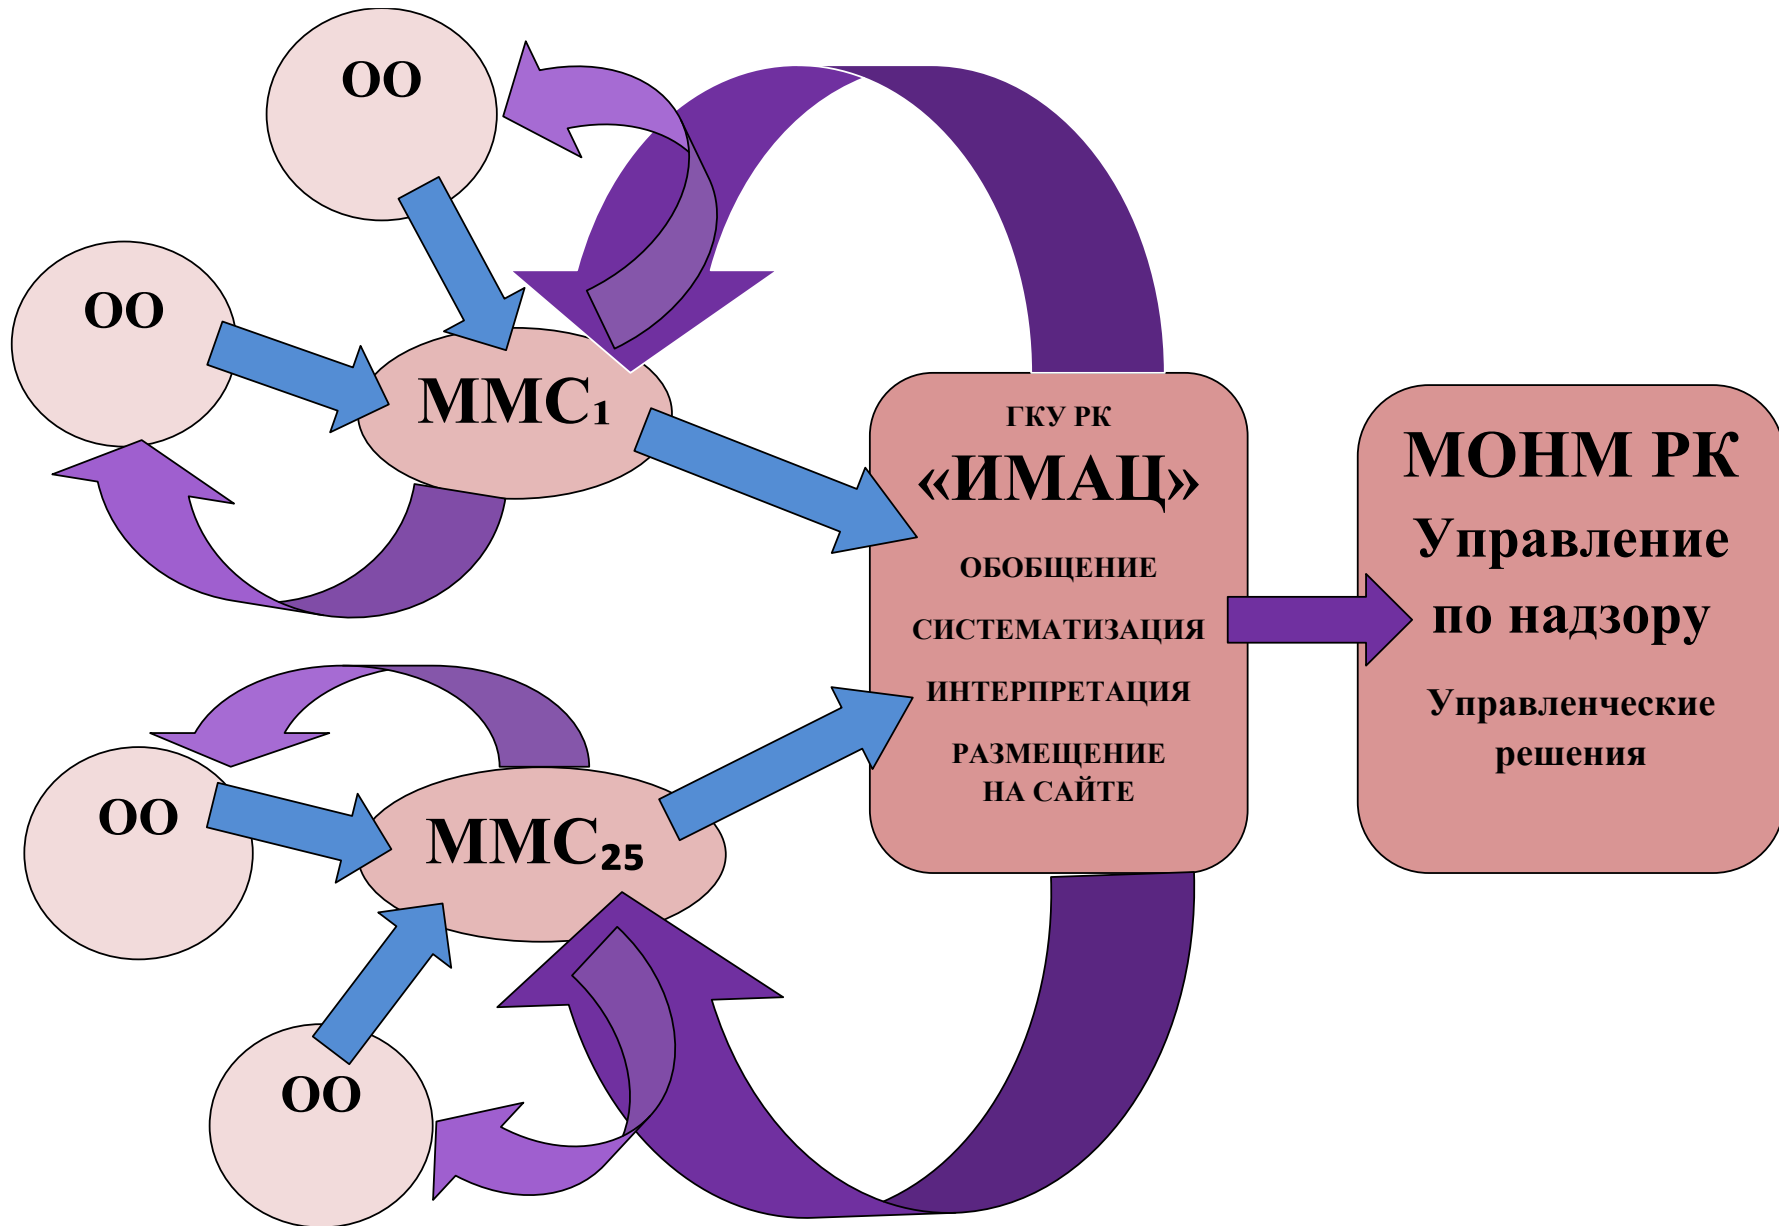 ОО
ОО
ММС1
ГКУ РК
«ИМАЦ»
ОБОБЩЕНИЕ
СИСТЕМАТИЗАЦИЯ
ИНТЕРПРЕТАЦИЯ
РАЗМЕЩЕНИЕ
НА САЙТЕ
МОНМ РК
Управление
по надзору
Управленческие
решения
ОО
ММС25
ОО